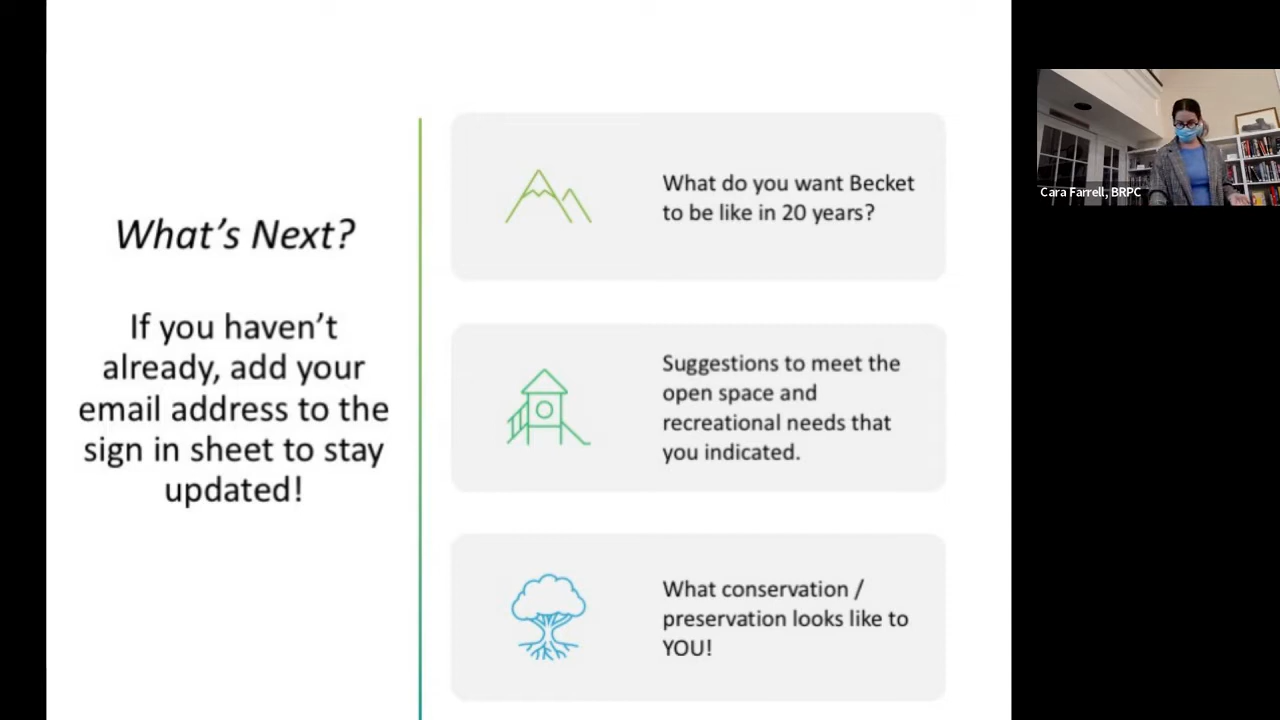 What's Next?
If you haven't
already, add your
email address to the
sign in sheet to stay
updated!
What do you want Becket
to be like in 20 years?
Suggestions to meet the
open space and
recreational needs that
you indicated.
What conservation /
preservation looks like to
YOU!
Cara Farrell, BRPC